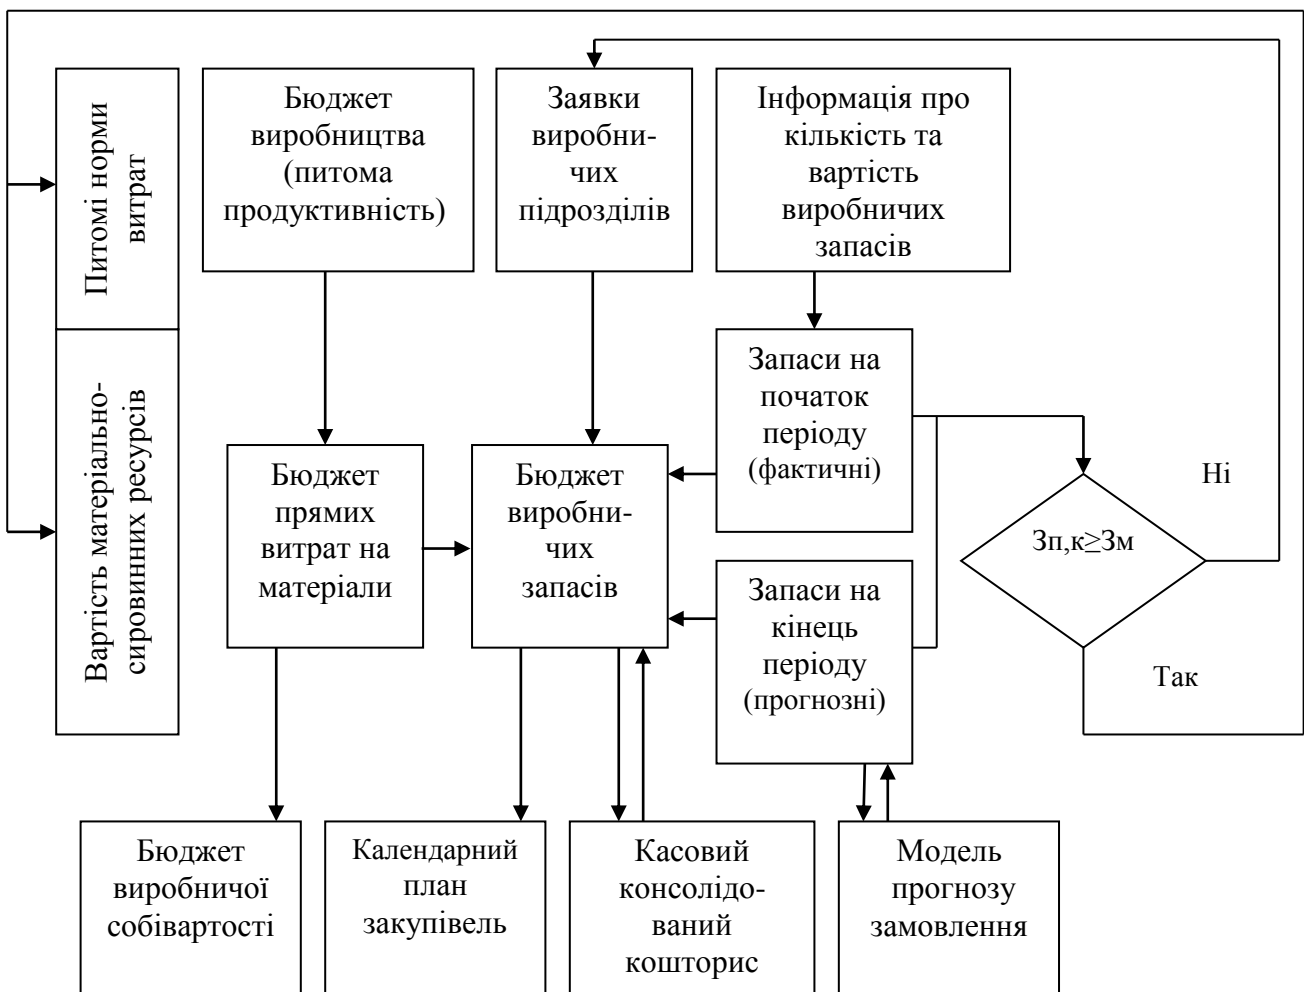 Питомі норми
витрат
Бюджет
виробництва
(питома
продуктивність)
Заявки
виробни-
чих
підрозділів
Інформація про
кількість та
вартість
виробничих
запасів
Вартість матеріально-
сировинних ресурсів
Запаси на
початок
періоду
(фактичні)
Бюджет
прямих
витрат на
матеріали
Бюджет
виробни-
чих
запасів
Ні
Зп,к≥Зм
Запаси на
кінець
періоду
(прогнозні)
Так
Бюджет
виробничої
собівартості
Календарний
план
закупівель
Касовий
консолідо-
ваний
кошторис
Модель
прогнозу
замовлення